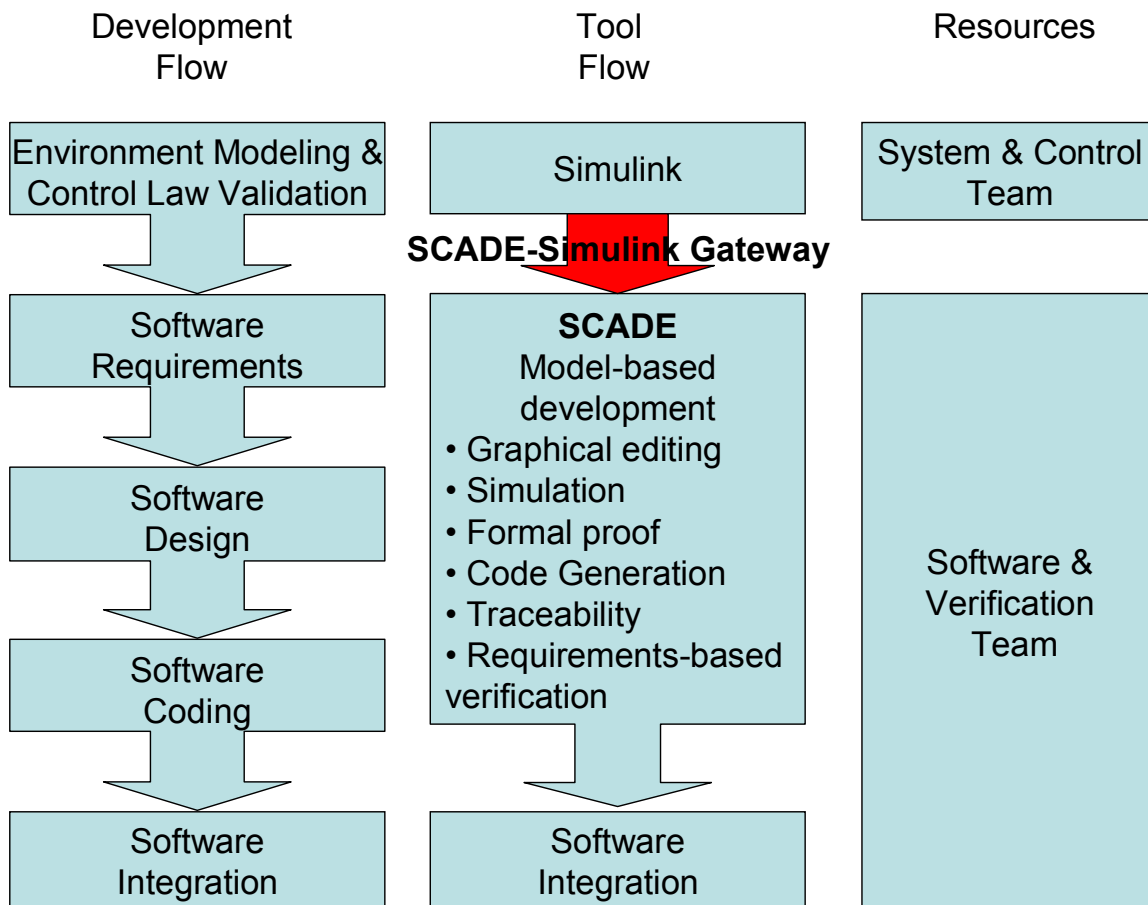 Development
Flow
Tool
Flow
Resources
Environment Modeling &
Control Law Validation
Software
Requirements
Software
Design
Software
Coding
Software
Integration
Simulink
SCADE-Simulink Gateway
SCADE
Model-based
development
• Graphical editing
• Simulation
• Formal proof
• Code Generation
• Traceability
• Requirements-based
verification
Software
Integration
System & Control
Team
Software &
Verification
Team